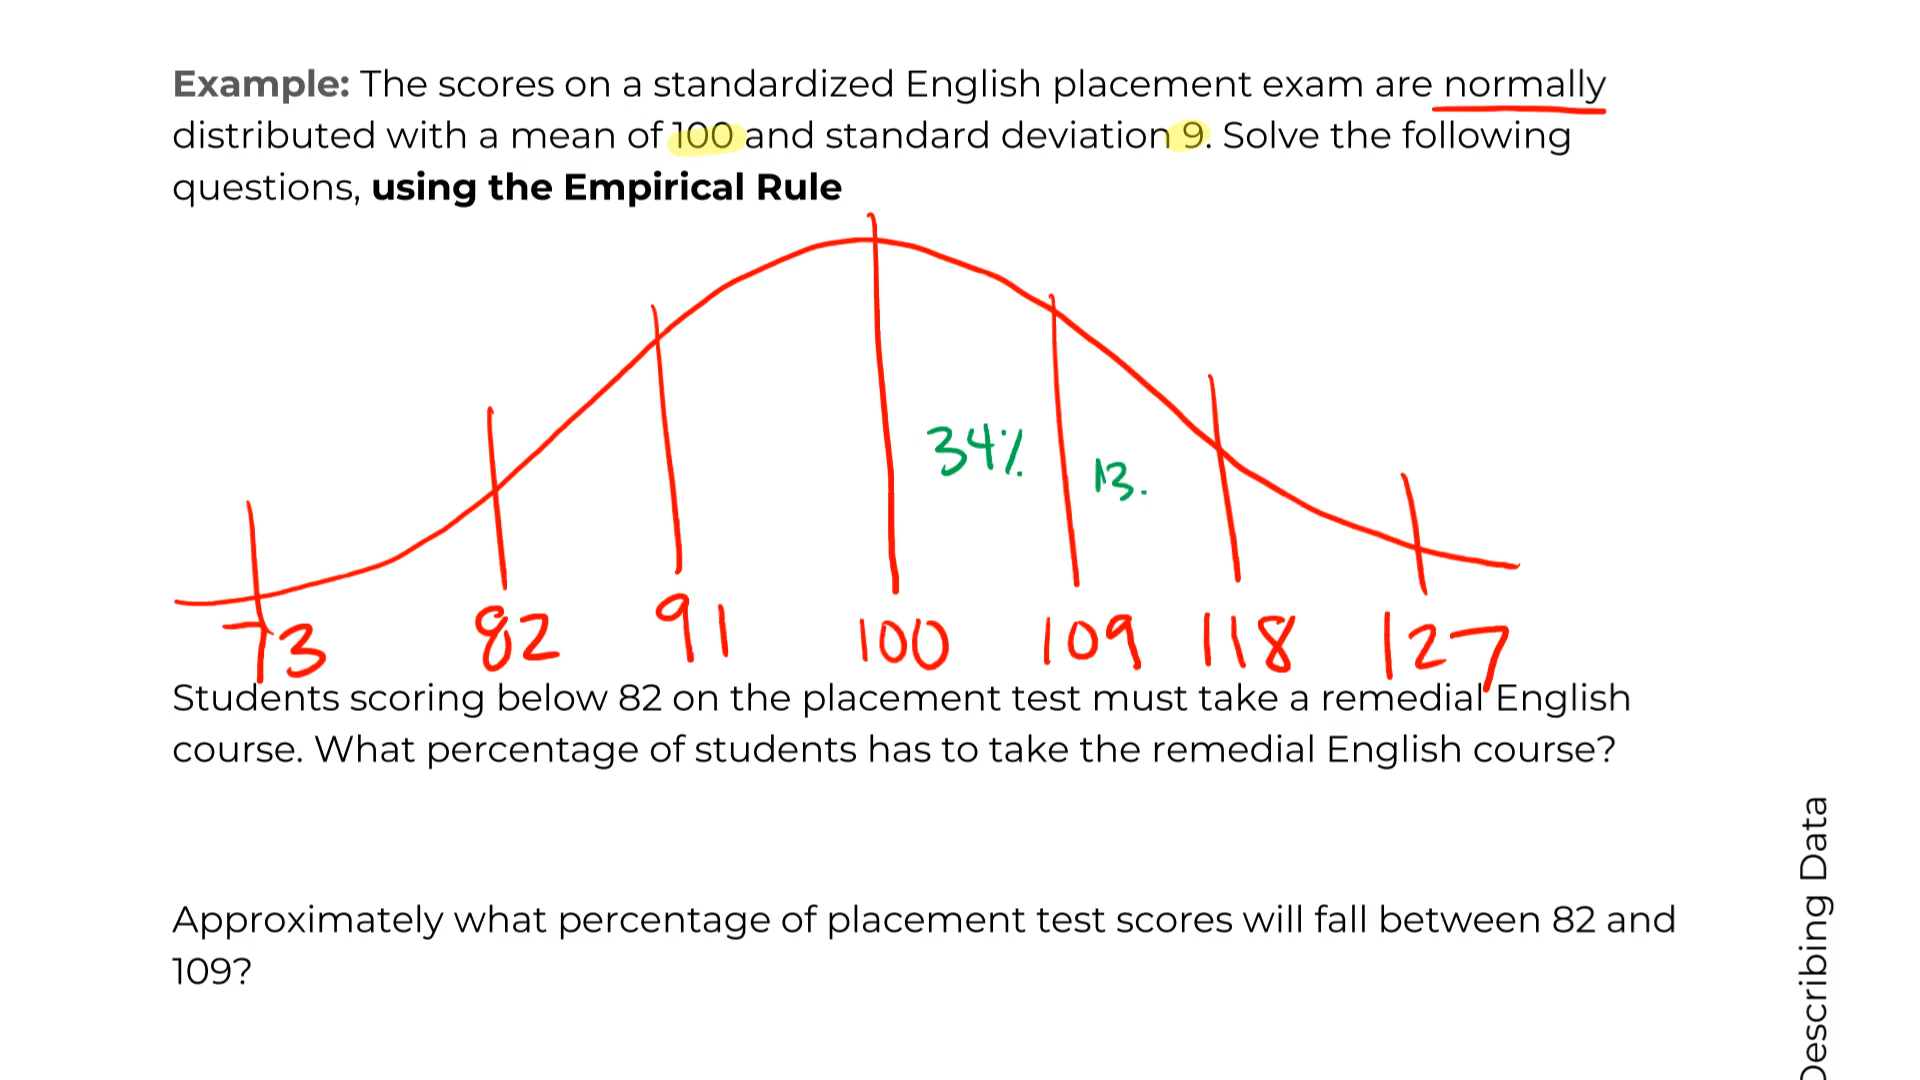 Example: The scores on a standardized English placement exam are normally
distributed with a mean of 100 and standard deviation 9. Solve the following
questions, using the Empirical Rule
34%
13.
73 82 91 100 109 118 127
Students scoring below 82 on the placement test must take a remedial English
course. What percentage of students has to take the remedial English course?
Approximately what percentage of placement test scores will fall between 82 and
109?
Describing Data